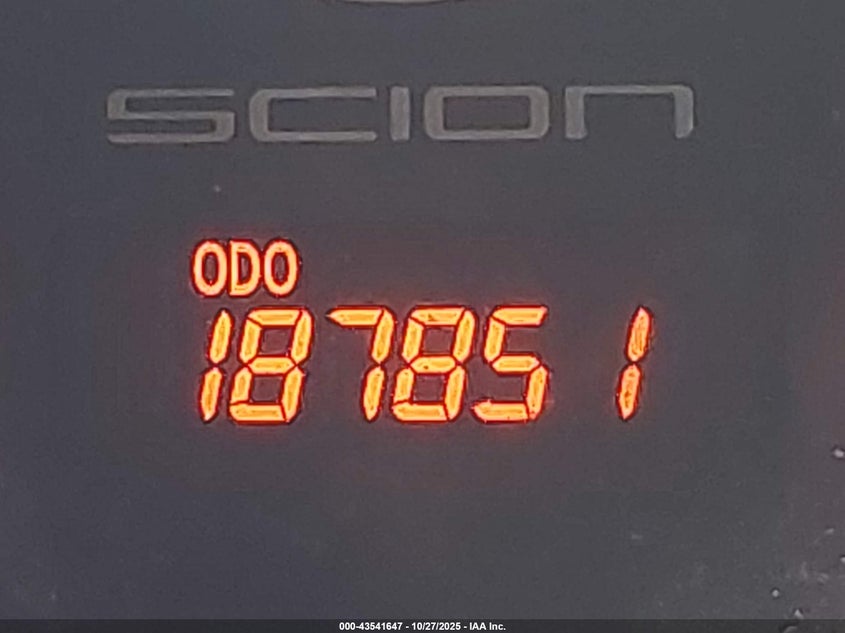 SCION
ODO
187851
000-43541647 - 10/27/2025 - IAA Inc.